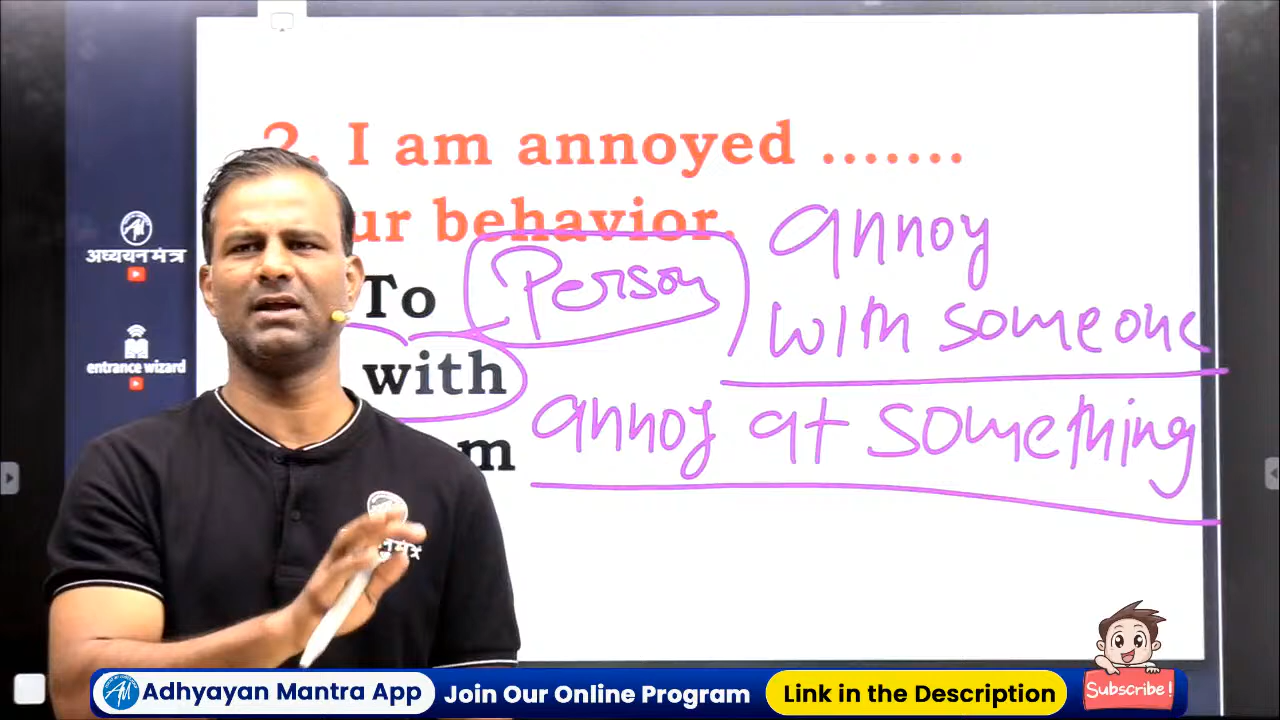 2. I am annoyed .......
ur behavior.
To
with
m
Person
annoy
with someone
annoy at something
अध्ययन मंत्र
entrance wizard
Adhyayan Mantra App
Join Our Online Program
Link in the Description
Subscribe!